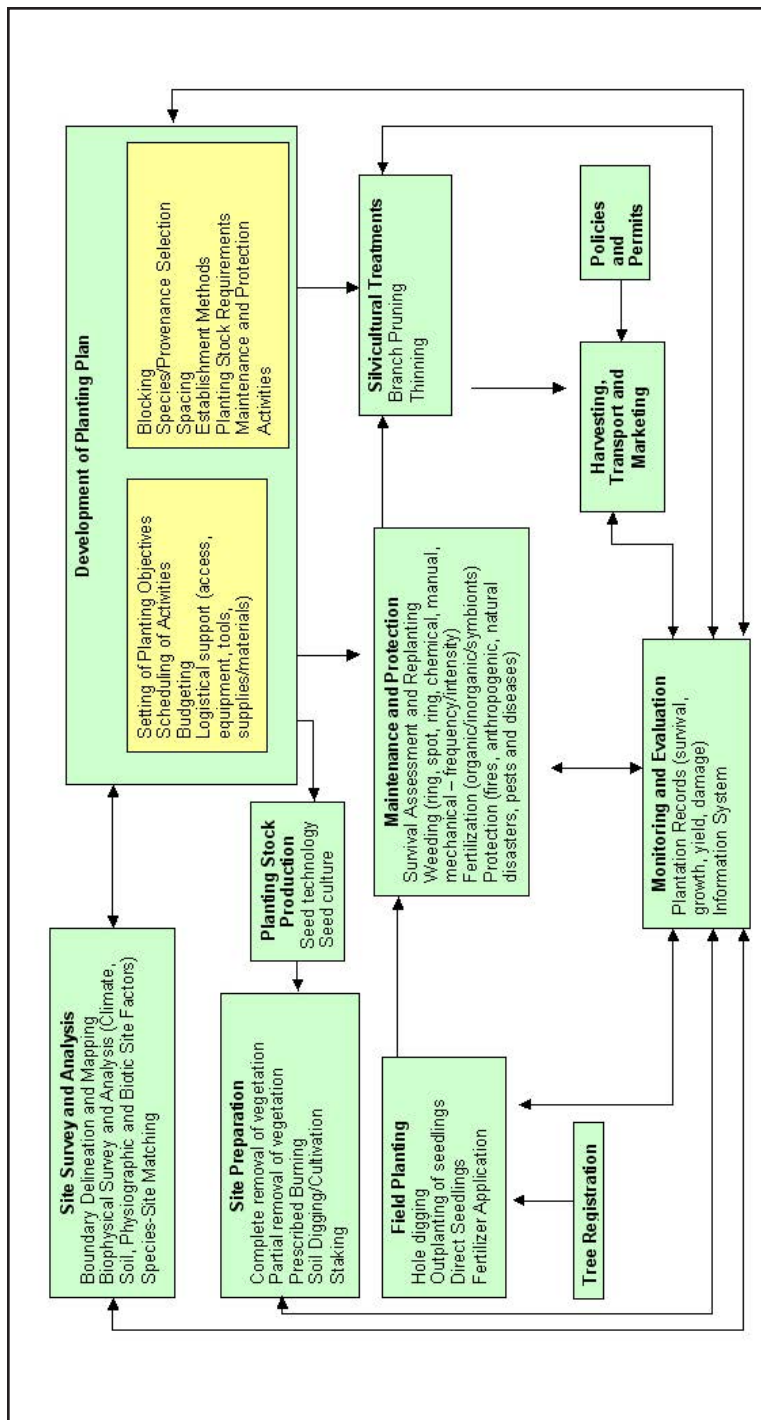 Development of Planting Plan
Setting of Planting Objectives
Scheduling of Activities
Budgeting
Logistical support (access,
equipment, tools,
supplies/materials)
Blocking
Species/Provenance Selection
Spacing
Establishment Methods
Planting Stock Requirements
Maintenance and Protection
Activities
Site Survey and Analysis
Boundary Delineation and Mapping
Biophysical Survey and Analysis (Climate,
Soil, Physiographic and Biotic Site Factors)
Species-Site Matching
Planting Stock
Production
Seed technology
Seed culture
Site Preparation
Complete removal of vegetation
Partial removal of vegetation
Prescribed Burning
Soil Digging/Cultivation
Staking
Silvicultural Treatments
Branch Pruning
Thinning
Field Planting
Hole digging
Outplanting of seedlings
Direct Seedlings
Fertilizer Application
Maintenance and Protection
Survival Assessment and Replanting
Weeding (ring, spot, ring, chemical, manual,
mechanical – frequency/intensity)
Fertilization (organic/inorganic/symbionts)
Protection (fires, anthropogenic, natural
disasters, pests and diseases)
Policies
and
Permits
Harvesting,
Transport and
Marketing
Tree Registration
Monitoring and Evaluation
Plantation Records (survival,
growth, yield, damage)
Information System